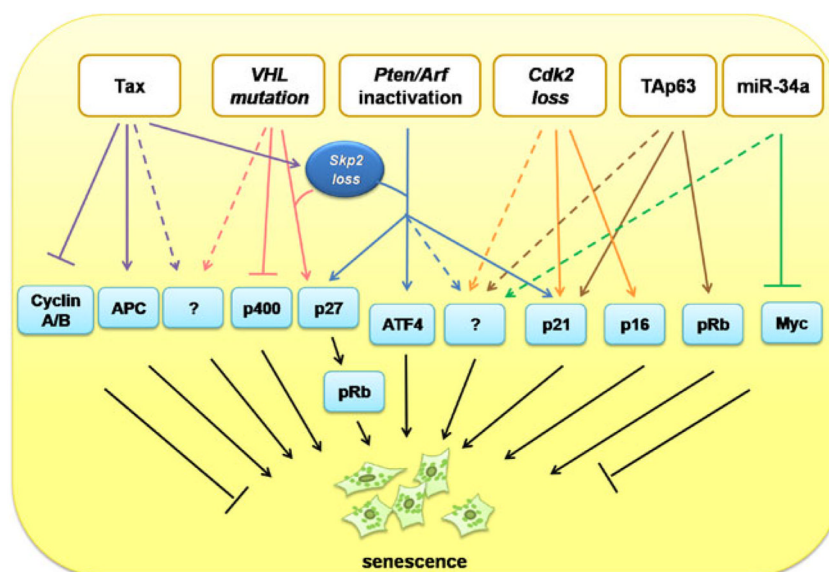 Tax
VHL
mutation
Pten/Arf
inactivation
Cdk2
loss
TAp63
miR-34a
Skp2
loss
Cyclin
A/B
APC
?
p400
p27
ATF4
?
p21
p16
pRb
Myc
pRb
senescence